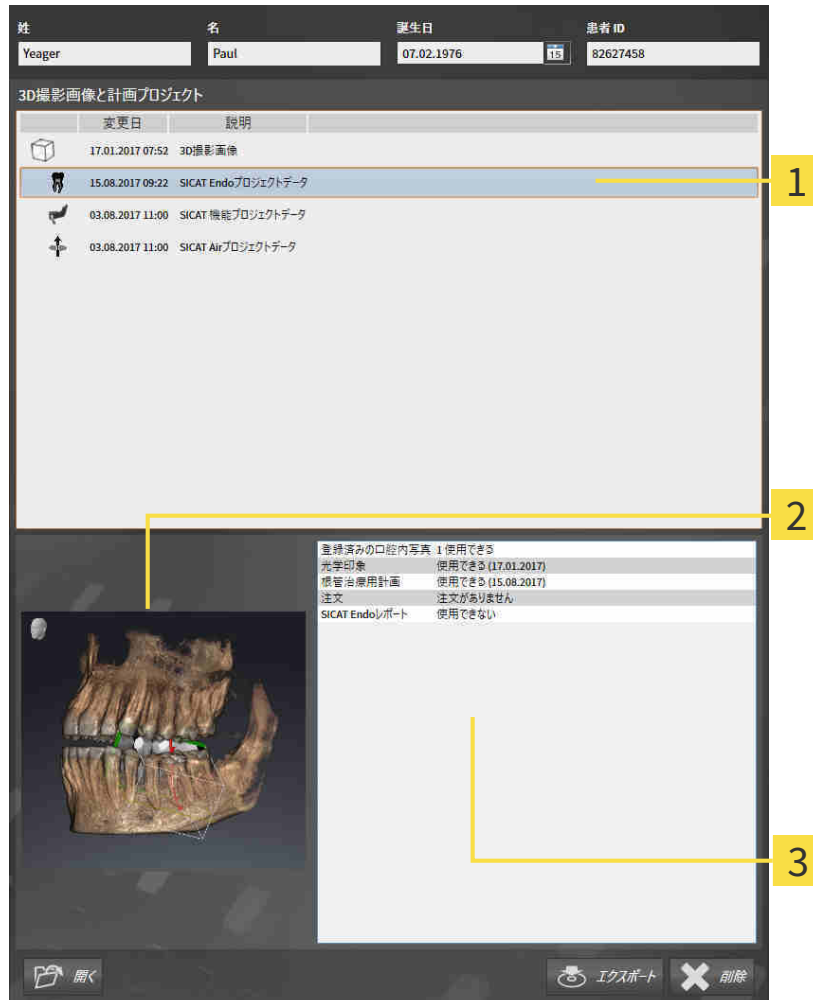 姓 名 誕生日 患者 ID
Yeager Paul 07.02.1976 15 82627458
3D撮影画像と計画プロジェクト
変更日 説明
17.01.2017 07:52 3D撮影画像
15.08.2017 09:22 SICAT Endoプロジェクトデータ
1
03.08.2017 11:00 SICAT 機能プロジェクトデータ
03.08.2017 11:00 SICAT Airプロジェクトデータ
2
登録済みの口腔内写真 1 使用できる
光学印象 使用できる (17.01.2017)
根管治療用計画 使用できる (15.08.2017)
注文 注文がありません
SICAT Endoレポート 使用できない
3
開く エクスポート 削除